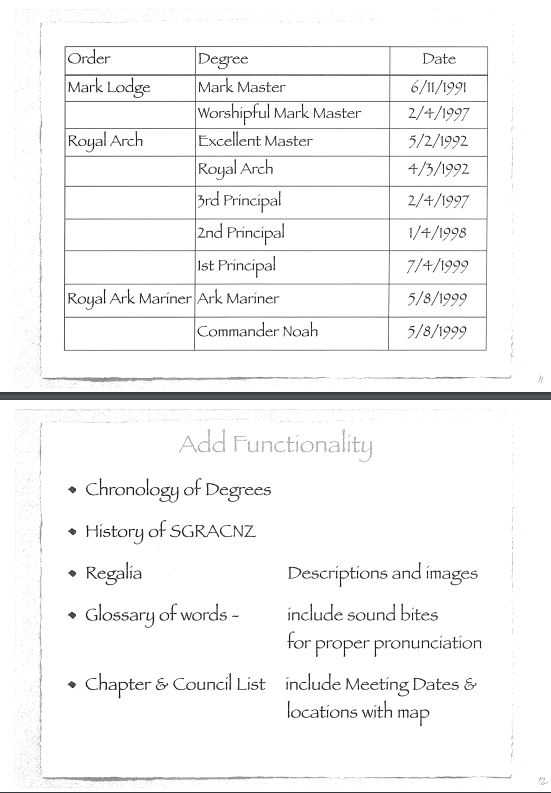 Order Degree Date
Mark Lodge Mark Master 6/11/1991
Worshipful Mark Master 2/4/1997
Royal Arch Excellent Master 5/2/1992
Royal Arch 4/3/1992
3rd Principal 2/4/1997
2nd Principal 1/4/1998
1st Principal 7/4/1999
Royal Ark Mariner Ark Mariner 5/8/1999
Commander Noah 5/8/1999
11
Add Functionality
◆ Chronology of Degrees
◆ History of SGRACNZ
◆ Regalia Descriptions and images
◆ Glossary of words - include sound bites
for proper pronunciation
◆ Chapter & Council List include Meeting Dates &
locations with map
12